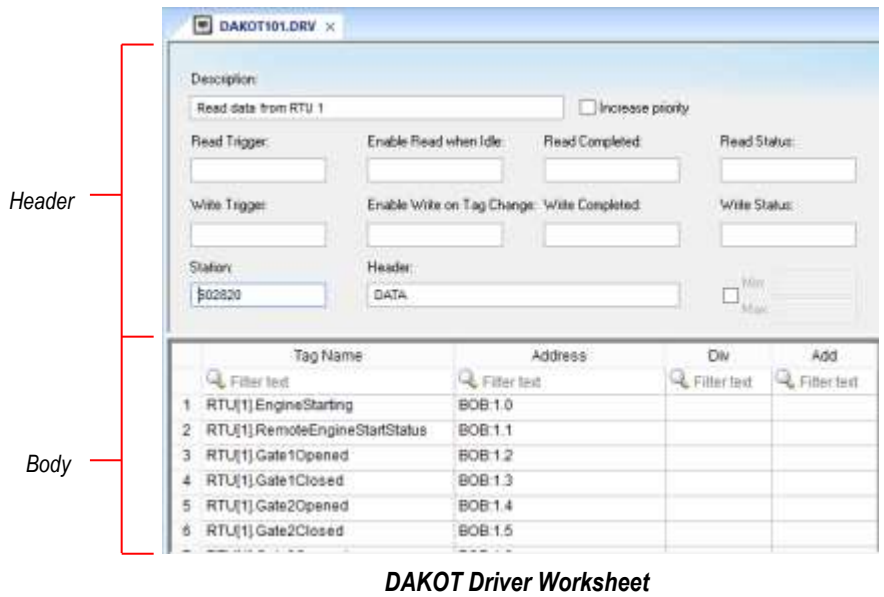 DAKOT101.DRV ×
Description:
Read data from RTU 1
Increase priority
Read Trigger: Enable Read when Idle: Read Completed: Read Status:
Header
Write Trigger: Enable Write on Tag Change: Write Completed: Write Status:
Station: Header:
502820 DATA
Min:
Max:
Tag Name Address Div Add
Filter text Filter text Filter text Filter text
1 RTU[1].EngineStarting BOB:1.0
2 RTU[1].RemoteEngineStartStatus BOB:1.1
3 RTU[1].Gate1Opened BOB:1.2
Body
4 RTU[1].Gate1Closed BOB:1.3
5 RTU[1].Gate2Opened BOB:1.4
6 RTU[1].Gate2Closed BOB:1.5
DAKOT Driver Worksheet